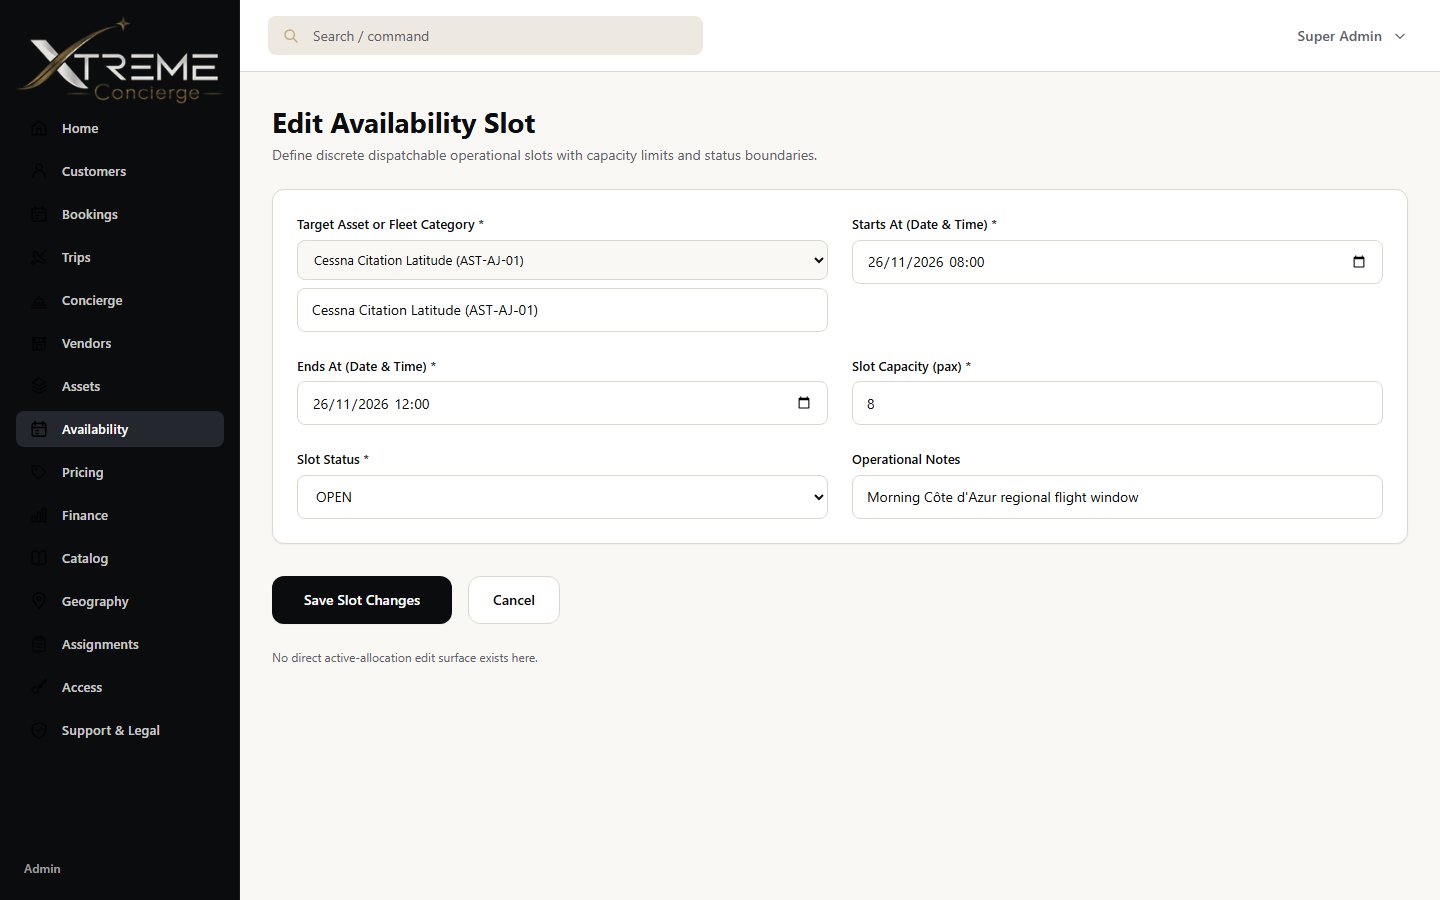 XTREME
Concierge
Search / command
Super Admin
Home
Customers
Bookings
Trips
Concierge
Vendors
Assets
Availability
Pricing
Finance
Catalog
Geography
Assignments
Access
Support & Legal
Admin
Edit Availability Slot
Define discrete dispatchable operational slots with capacity limits and status boundaries.
Target Asset or Fleet Category *
Cessna Citation Latitude (AST-AJ-01)
Cessna Citation Latitude (AST-AJ-01)
Starts At (Date & Time) *
26/11/2026 08:00
Ends At (Date & Time) *
26/11/2026 12:00
Slot Capacity (pax) *
8
Slot Status *
OPEN
Operational Notes
Morning Côte d'Azur regional flight window
Save Slot Changes
Cancel
No direct active-allocation edit surface exists here.